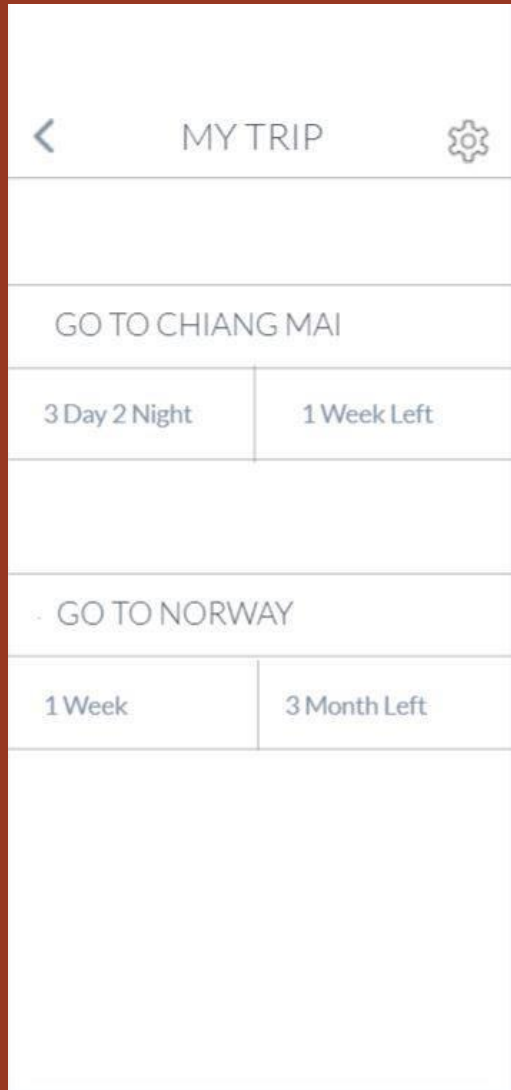 MY TRIP
GO TO CHIANG MAI
3 Day 2 Night 1 Week Left
GO TO NORWAY
1 Week 3 Month Left